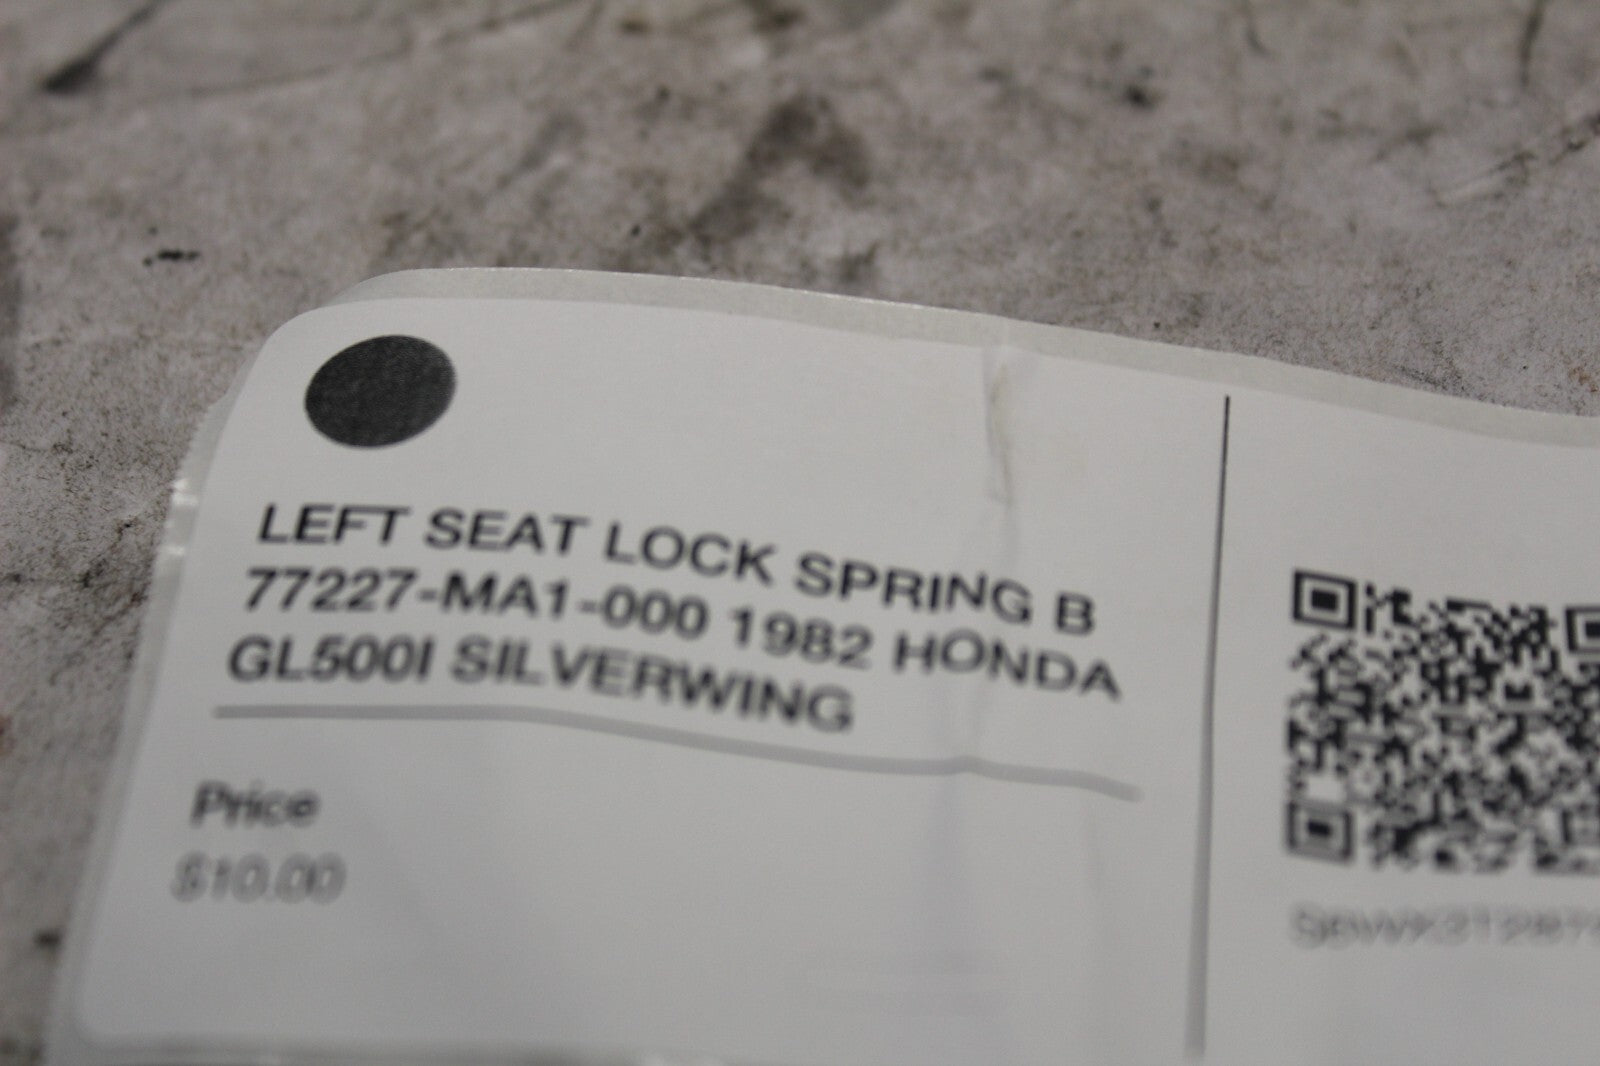 LEFT SEAT LOCK SPRING B
77227-MA1-000 1982 HONDA
GL500I SILVERWING
Price
$10.00